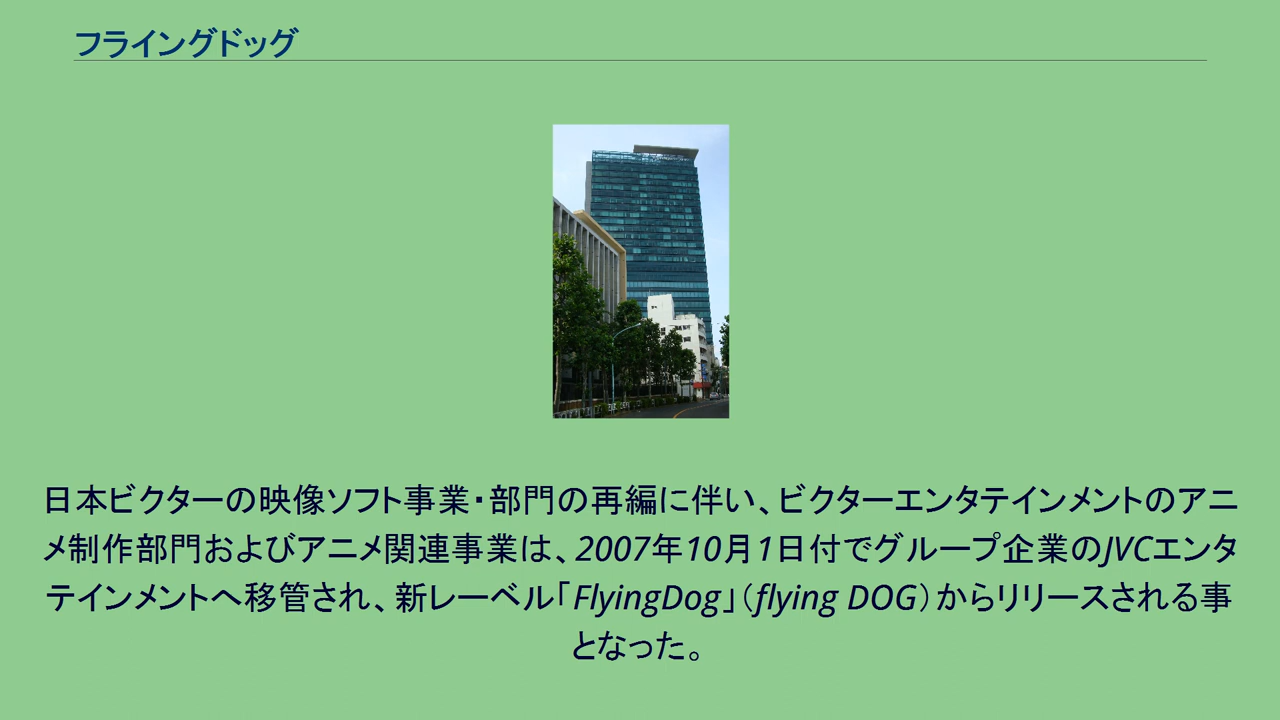 フライングドッグ
日本ビクターの映像ソフト事業・部門の再編に伴い、ビクターエンタテインメントのアニ
メ制作部門およびアニメ関連事業は、2007年10月1日付でグループ企業のJVCエンタ
テインメントへ移管され、新レーベル「FlyingDog」（flying DOG）からリリースされる事
となった。